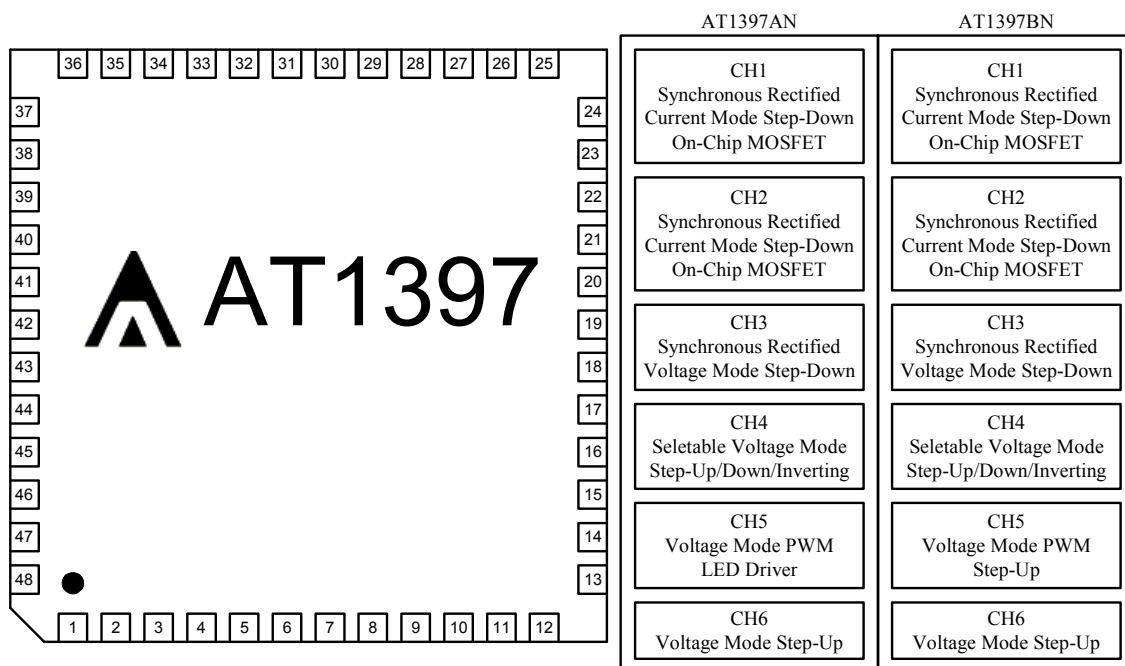 AT1397AN
AT1397BN
36 35 34 33 32 31 30 29 28 27 26 25
37
38
39
40
41
42
43
44
45
46
47
48
AT1397
24
23
22
21
20
19
18
17
16
15
14
13
1 2 3 4 5 6 7 8 9 10 11 12
CH1
Synchronous Rectified
Current Mode Step-Down
On-Chip MOSFET
CH2
Synchronous Rectified
Current Mode Step-Down
On-Chip MOSFET
CH3
Synchronous Rectified
Voltage Mode Step-Down
CH4
Seletable Voltage Mode
Step-Up/Down/Inverting
CH5
Voltage Mode PWM
LED Driver
CH6
Voltage Mode Step-Up
CH1
Synchronous Rectified
Current Mode Step-Down
On-Chip MOSFET
CH2
Synchronous Rectified
Current Mode Step-Down
On-Chip MOSFET
CH3
Synchronous Rectified
Voltage Mode Step-Down
CH4
Seletable Voltage Mode
Step-Up/Down/Inverting
CH5
Voltage Mode PWM
Step-Up
CH6
Voltage Mode Step-Up